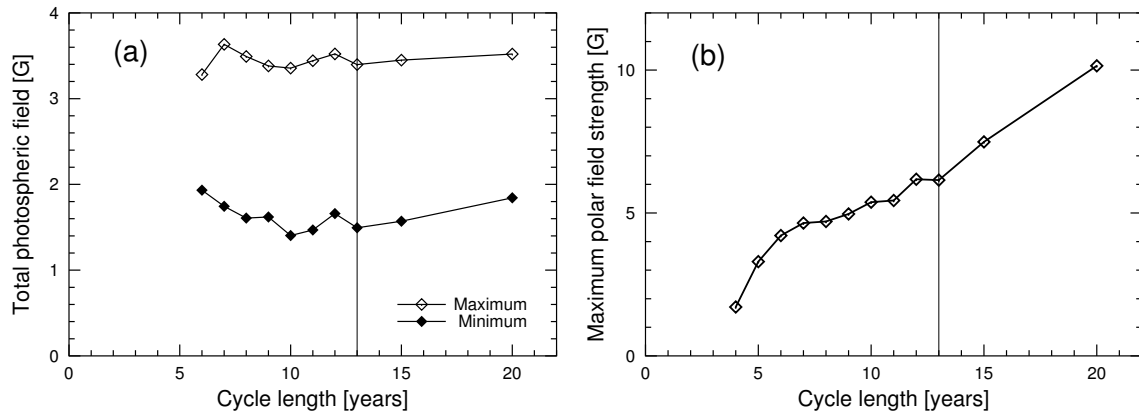 (a)
Total photospheric field [G]
4
3
2
1
0
0 5 10 15 20
Cycle length [years]
Maximum
Minimum
(b)
Maximum polar field strength [G]
10
5
0
0 5 10 15 20
Cycle length [years]